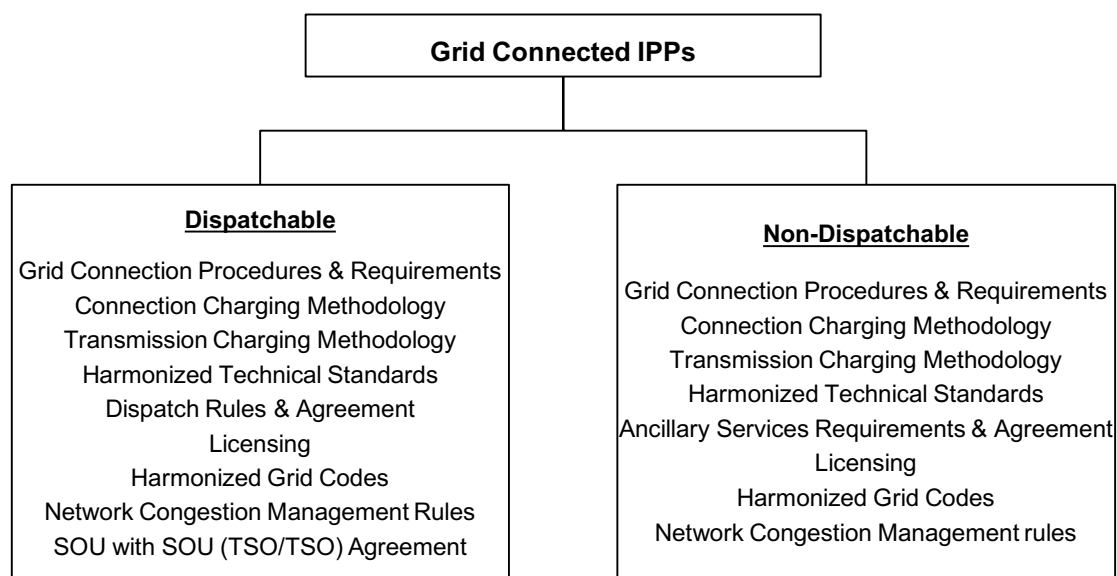 Grid Connected IPPs
Dispatchable
Grid Connection Procedures & Requirements
Connection Charging Methodology
Transmission Charging Methodology
Harmonized Technical Standards
Dispatch Rules & Agreement
Licensing
Harmonized Grid Codes
Network Congestion Management Rules
SOU with SOU (TSO/TSO) Agreement
Non-Dispatchable
Grid Connection Procedures & Requirements
Connection Charging Methodology
Transmission Charging Methodology
Harmonized Technical Standards
Ancillary Services Requirements & Agreement
Licensing
Harmonized Grid Codes
Network Congestion Management rules